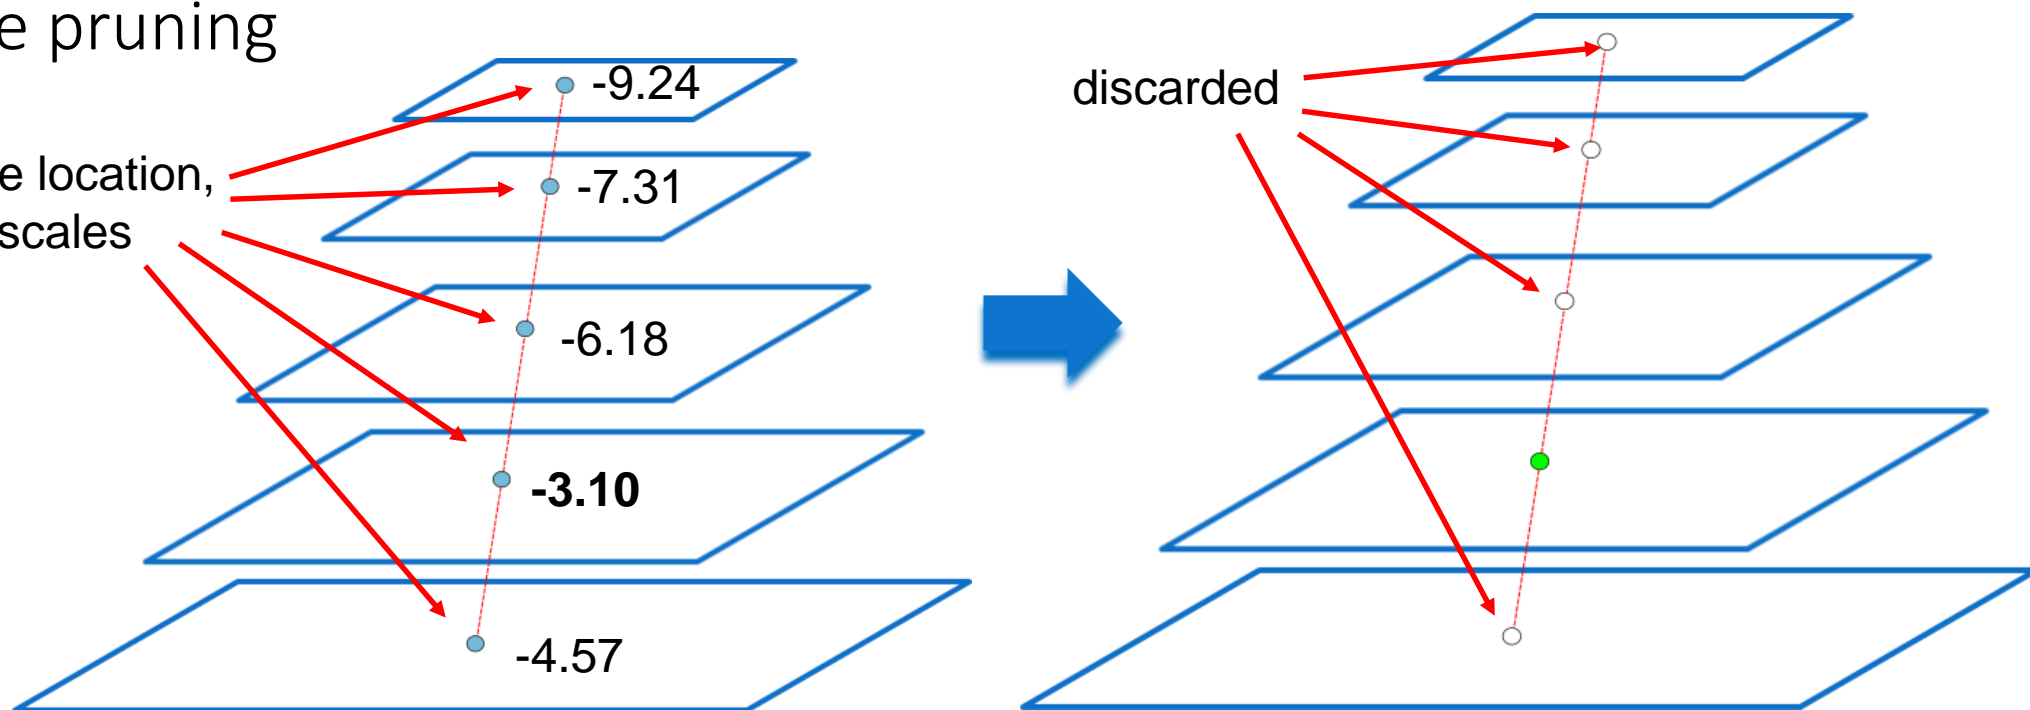 e pruning
-9.24
discarded
e location,
-7.31
scales
-6.18
-3.10
-4.57